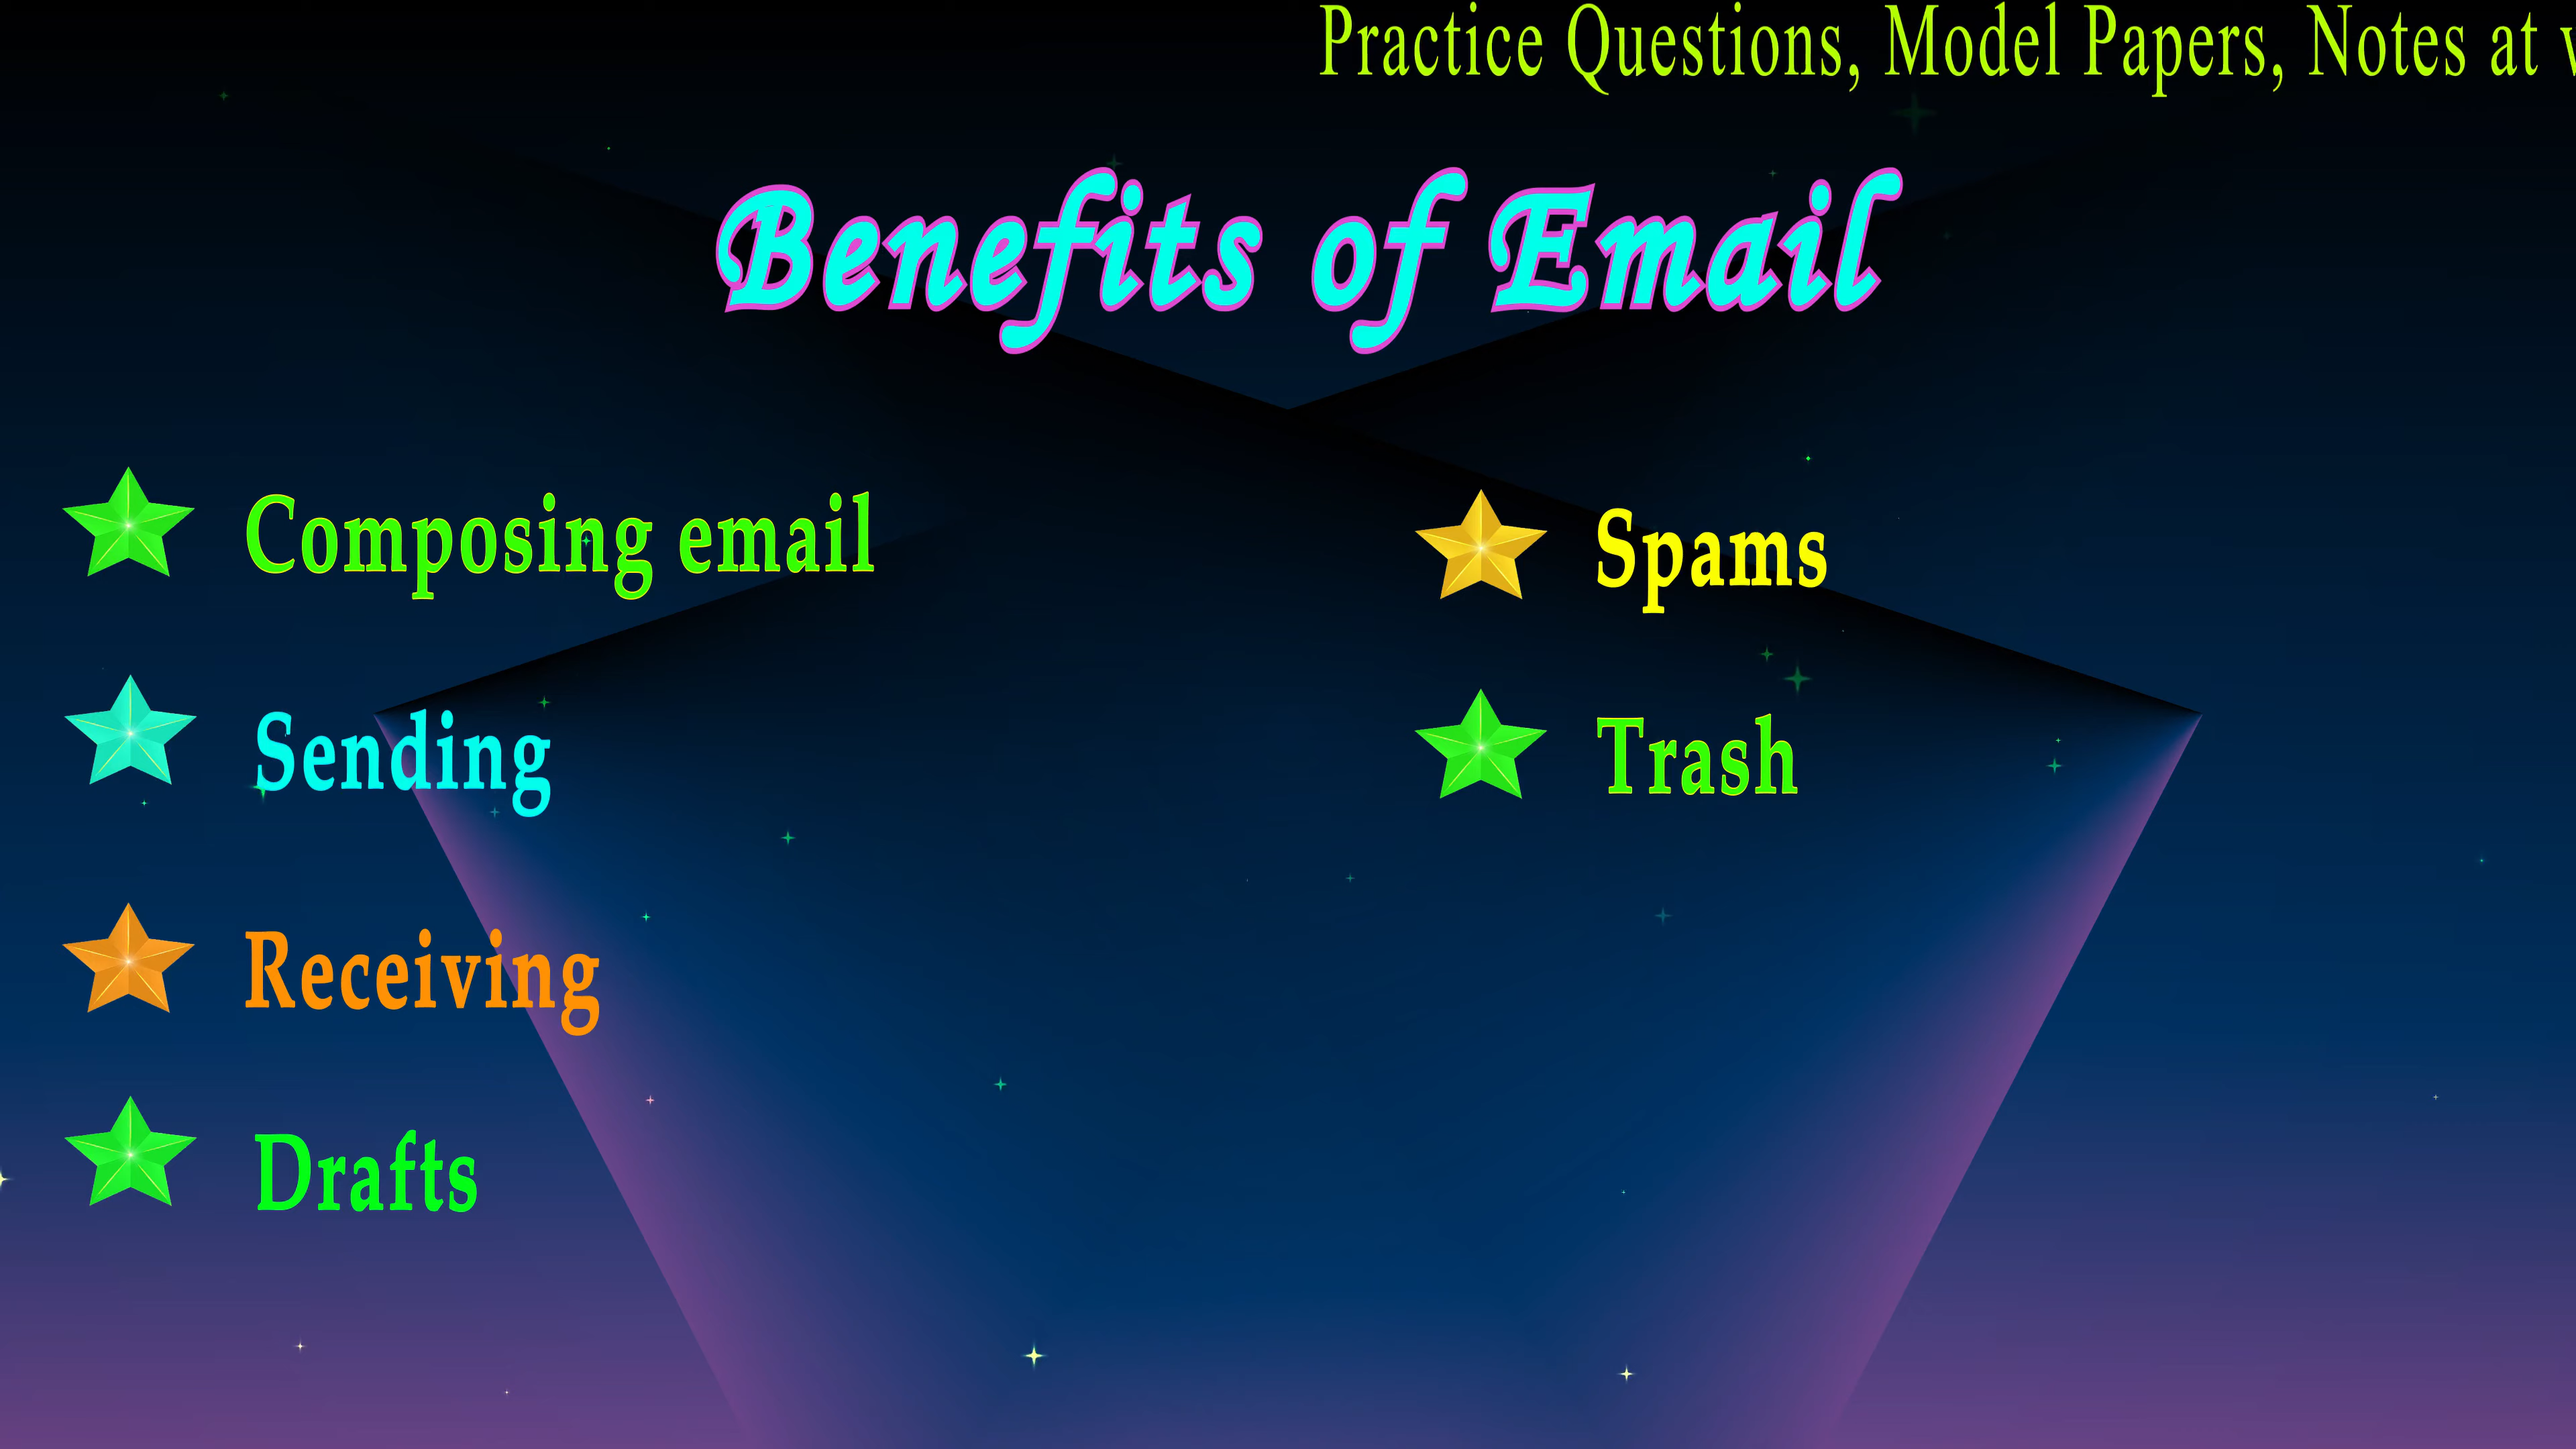 Practice Questions, Model Papers, Notes at
Benefits of Email
Composing email
Sending
Receiving
Drafts
Spams
Trash